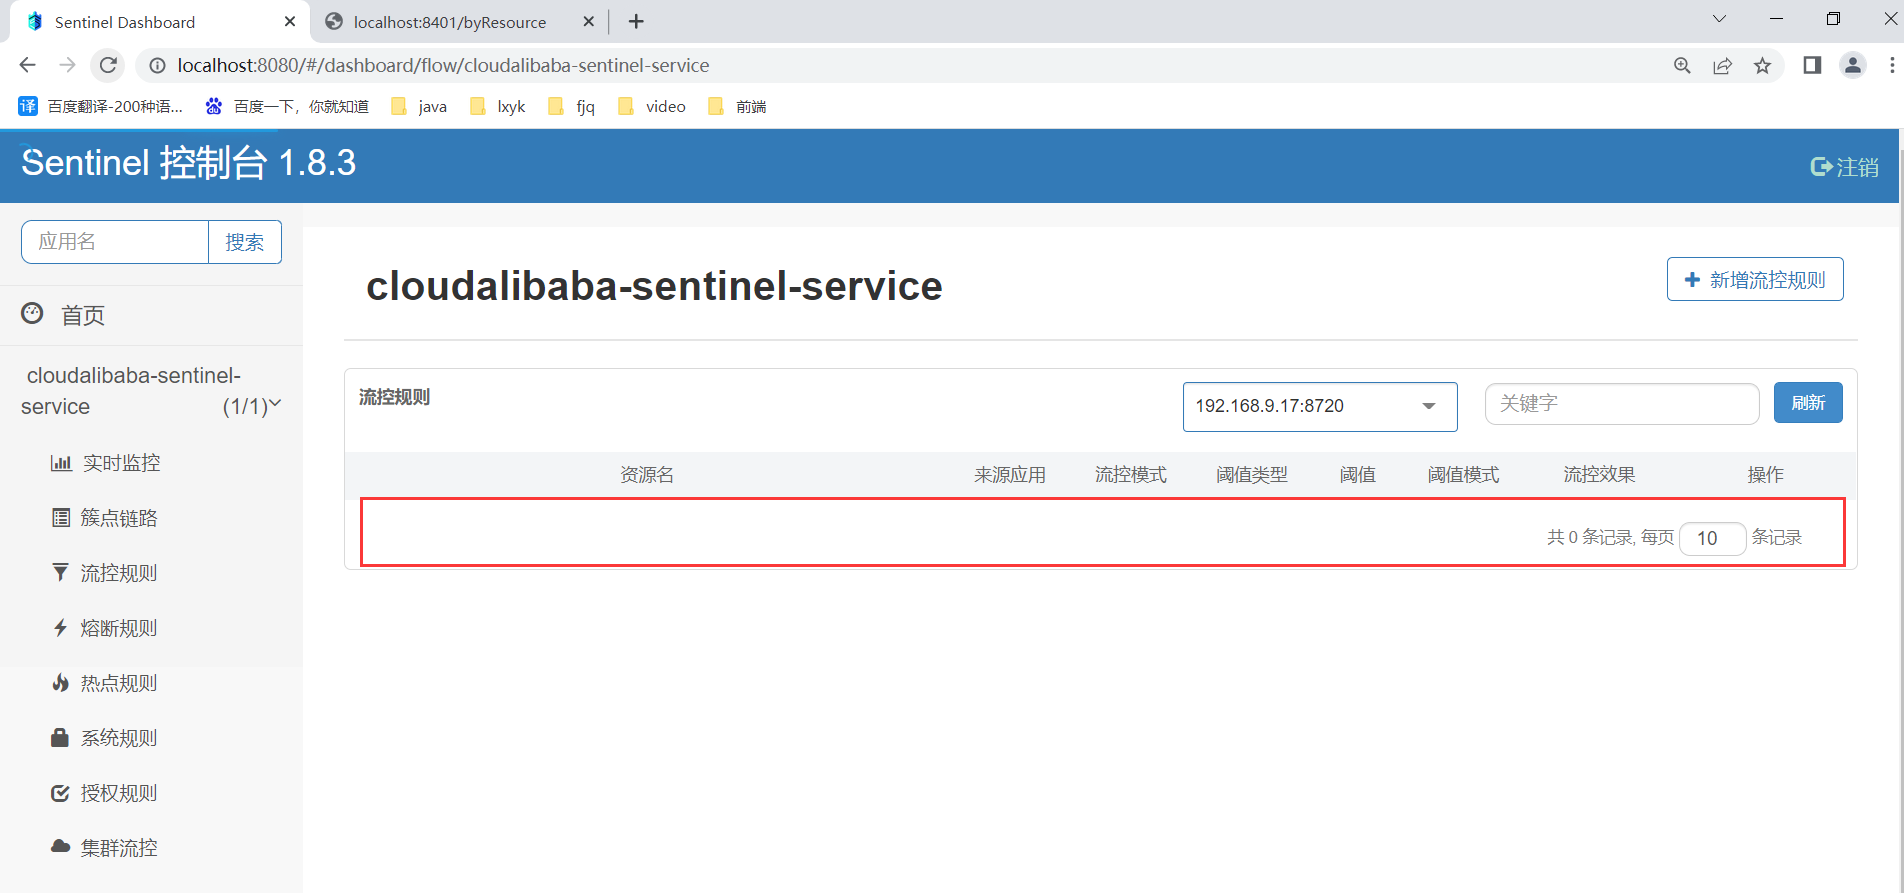 Sentinel Dashboard
localhost:8401/byResource
localhost:8080/#/dashboard/flow/cloudalibaba-sentinel-service
译 百度翻译-200种语... 百度一下，你就知道 java lxyk fjq video 前端
Sentinel 控制台 1.8.3
注销
应用名 搜索
首页
cloudalibaba-sentinel-
service (1/1)
实时监控
簇点链路
流控规则
熔断规则
热点规则
系统规则
授权规则
集群流控
cloudalibaba-sentinel-service
+ 新增流控规则
流控规则 192.168.9.17:8720 关键字 刷新
资源名 来源应用 流控模式 阈值类型 阈值 阈值模式 流控效果 操作
共 0 条记录, 每页 10 条记录